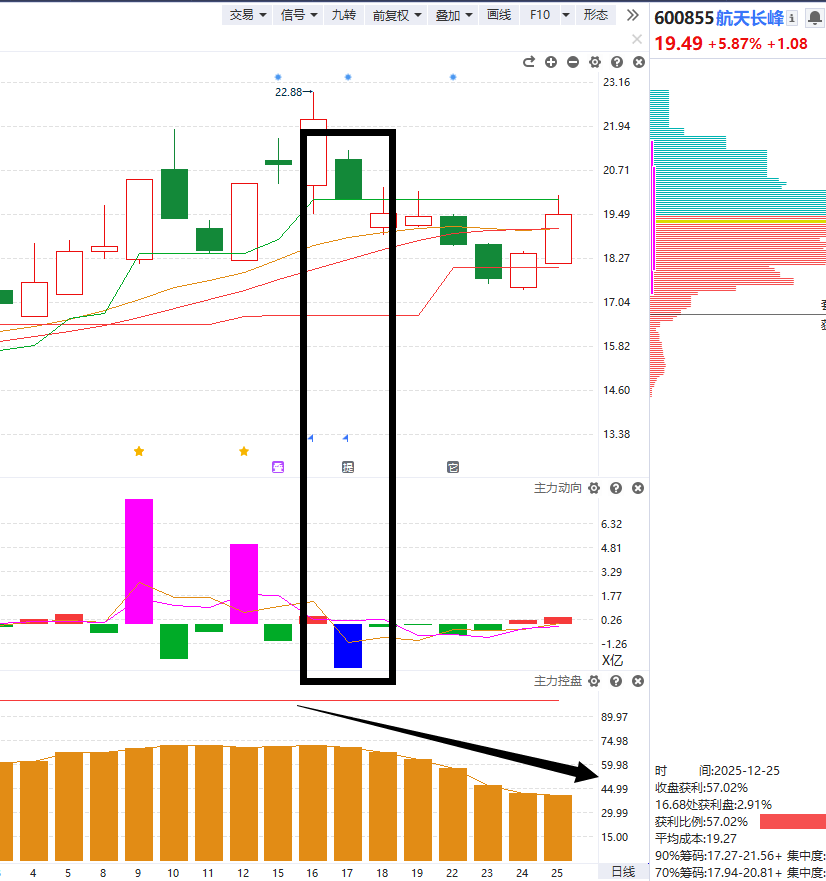 交易 信号 九转 前复权 叠加 画线 F10 形态
600855航天长峰
19.49 +5.87% +1.08
22.88
23.16
21.94
20.71
19.49
18.27
17.04
15.82
14.60
13.38
提
主力动向
6.32
4.81
3.29
1.77
0.26
-1.26
X亿
主力控盘
89.97
74.98
59.98
44.99
29.99
15.00
4 5 8 9 10 11 12 15 16 17 18 19 22 23 24 25 日线
时 间:2025-12-25
收盘获利:57.02%
16.68处获利盘:2.91%
获利比例:57.02%
平均成本:19.27
90%筹码:17.27-21.56+ 集中度:
70%筹码:17.94-20.81+ 集中度: